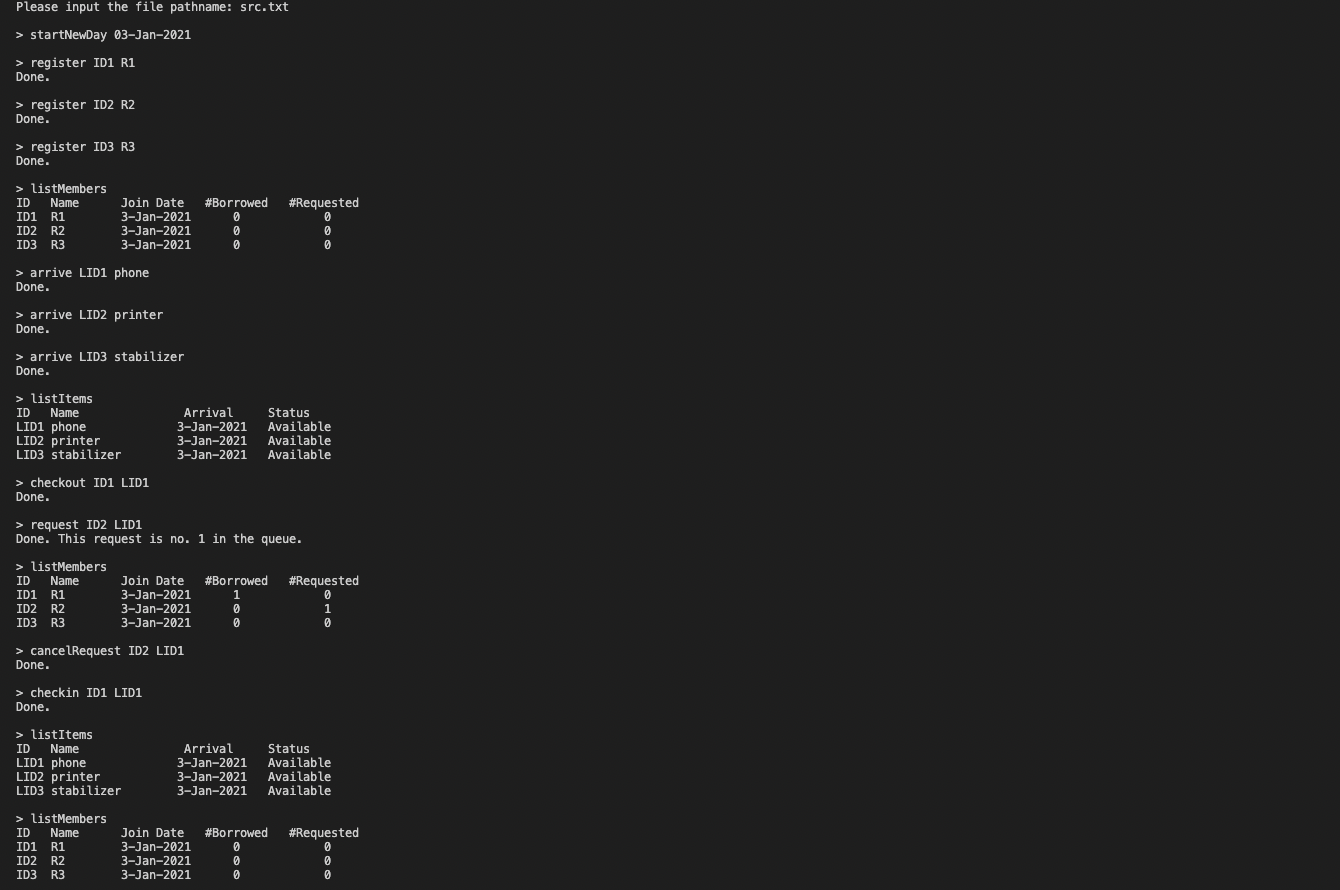 Please input the file pathname: src.txt
> startNewDay 03-Jan-2021
> register ID1 R1
Done.
> register ID2 R2
Done.
> register ID3 R3
Done.
> listMembers
ID   Name      Join Date   #Borrowed   #Requested
ID1  R1        3-Jan-2021      0            0
ID2  R2        3-Jan-2021      0            0
ID3  R3        3-Jan-2021      0            0
> arrive LID1 phone
Done.
> arrive LID2 printer
Done.
> arrive LID3 stabilizer
Done.
> listItems
ID   Name               Arrival     Status
LID1 phone             3-Jan-2021   Available
LID2 printer           3-Jan-2021   Available
LID3 stabilizer        3-Jan-2021   Available
> checkout ID1 LID1
Done.
> request ID2 LID1
Done. This request is no. 1 in the queue.
> listMembers
ID   Name      Join Date   #Borrowed   #Requested
ID1  R1        3-Jan-2021      1            0
ID2  R2        3-Jan-2021      0            1
ID3  R3        3-Jan-2021      0            0
> cancelRequest ID2 LID1
Done.
> checkin ID1 LID1
Done.
> listItems
ID   Name               Arrival     Status
LID1 phone             3-Jan-2021   Available
LID2 printer           3-Jan-2021   Available
LID3 stabilizer        3-Jan-2021   Available
> listMembers
ID   Name      Join Date   #Borrowed   #Requested
ID1  R1        3-Jan-2021      0            0
ID2  R2        3-Jan-2021      0            0
ID3  R3        3-Jan-2021      0            0